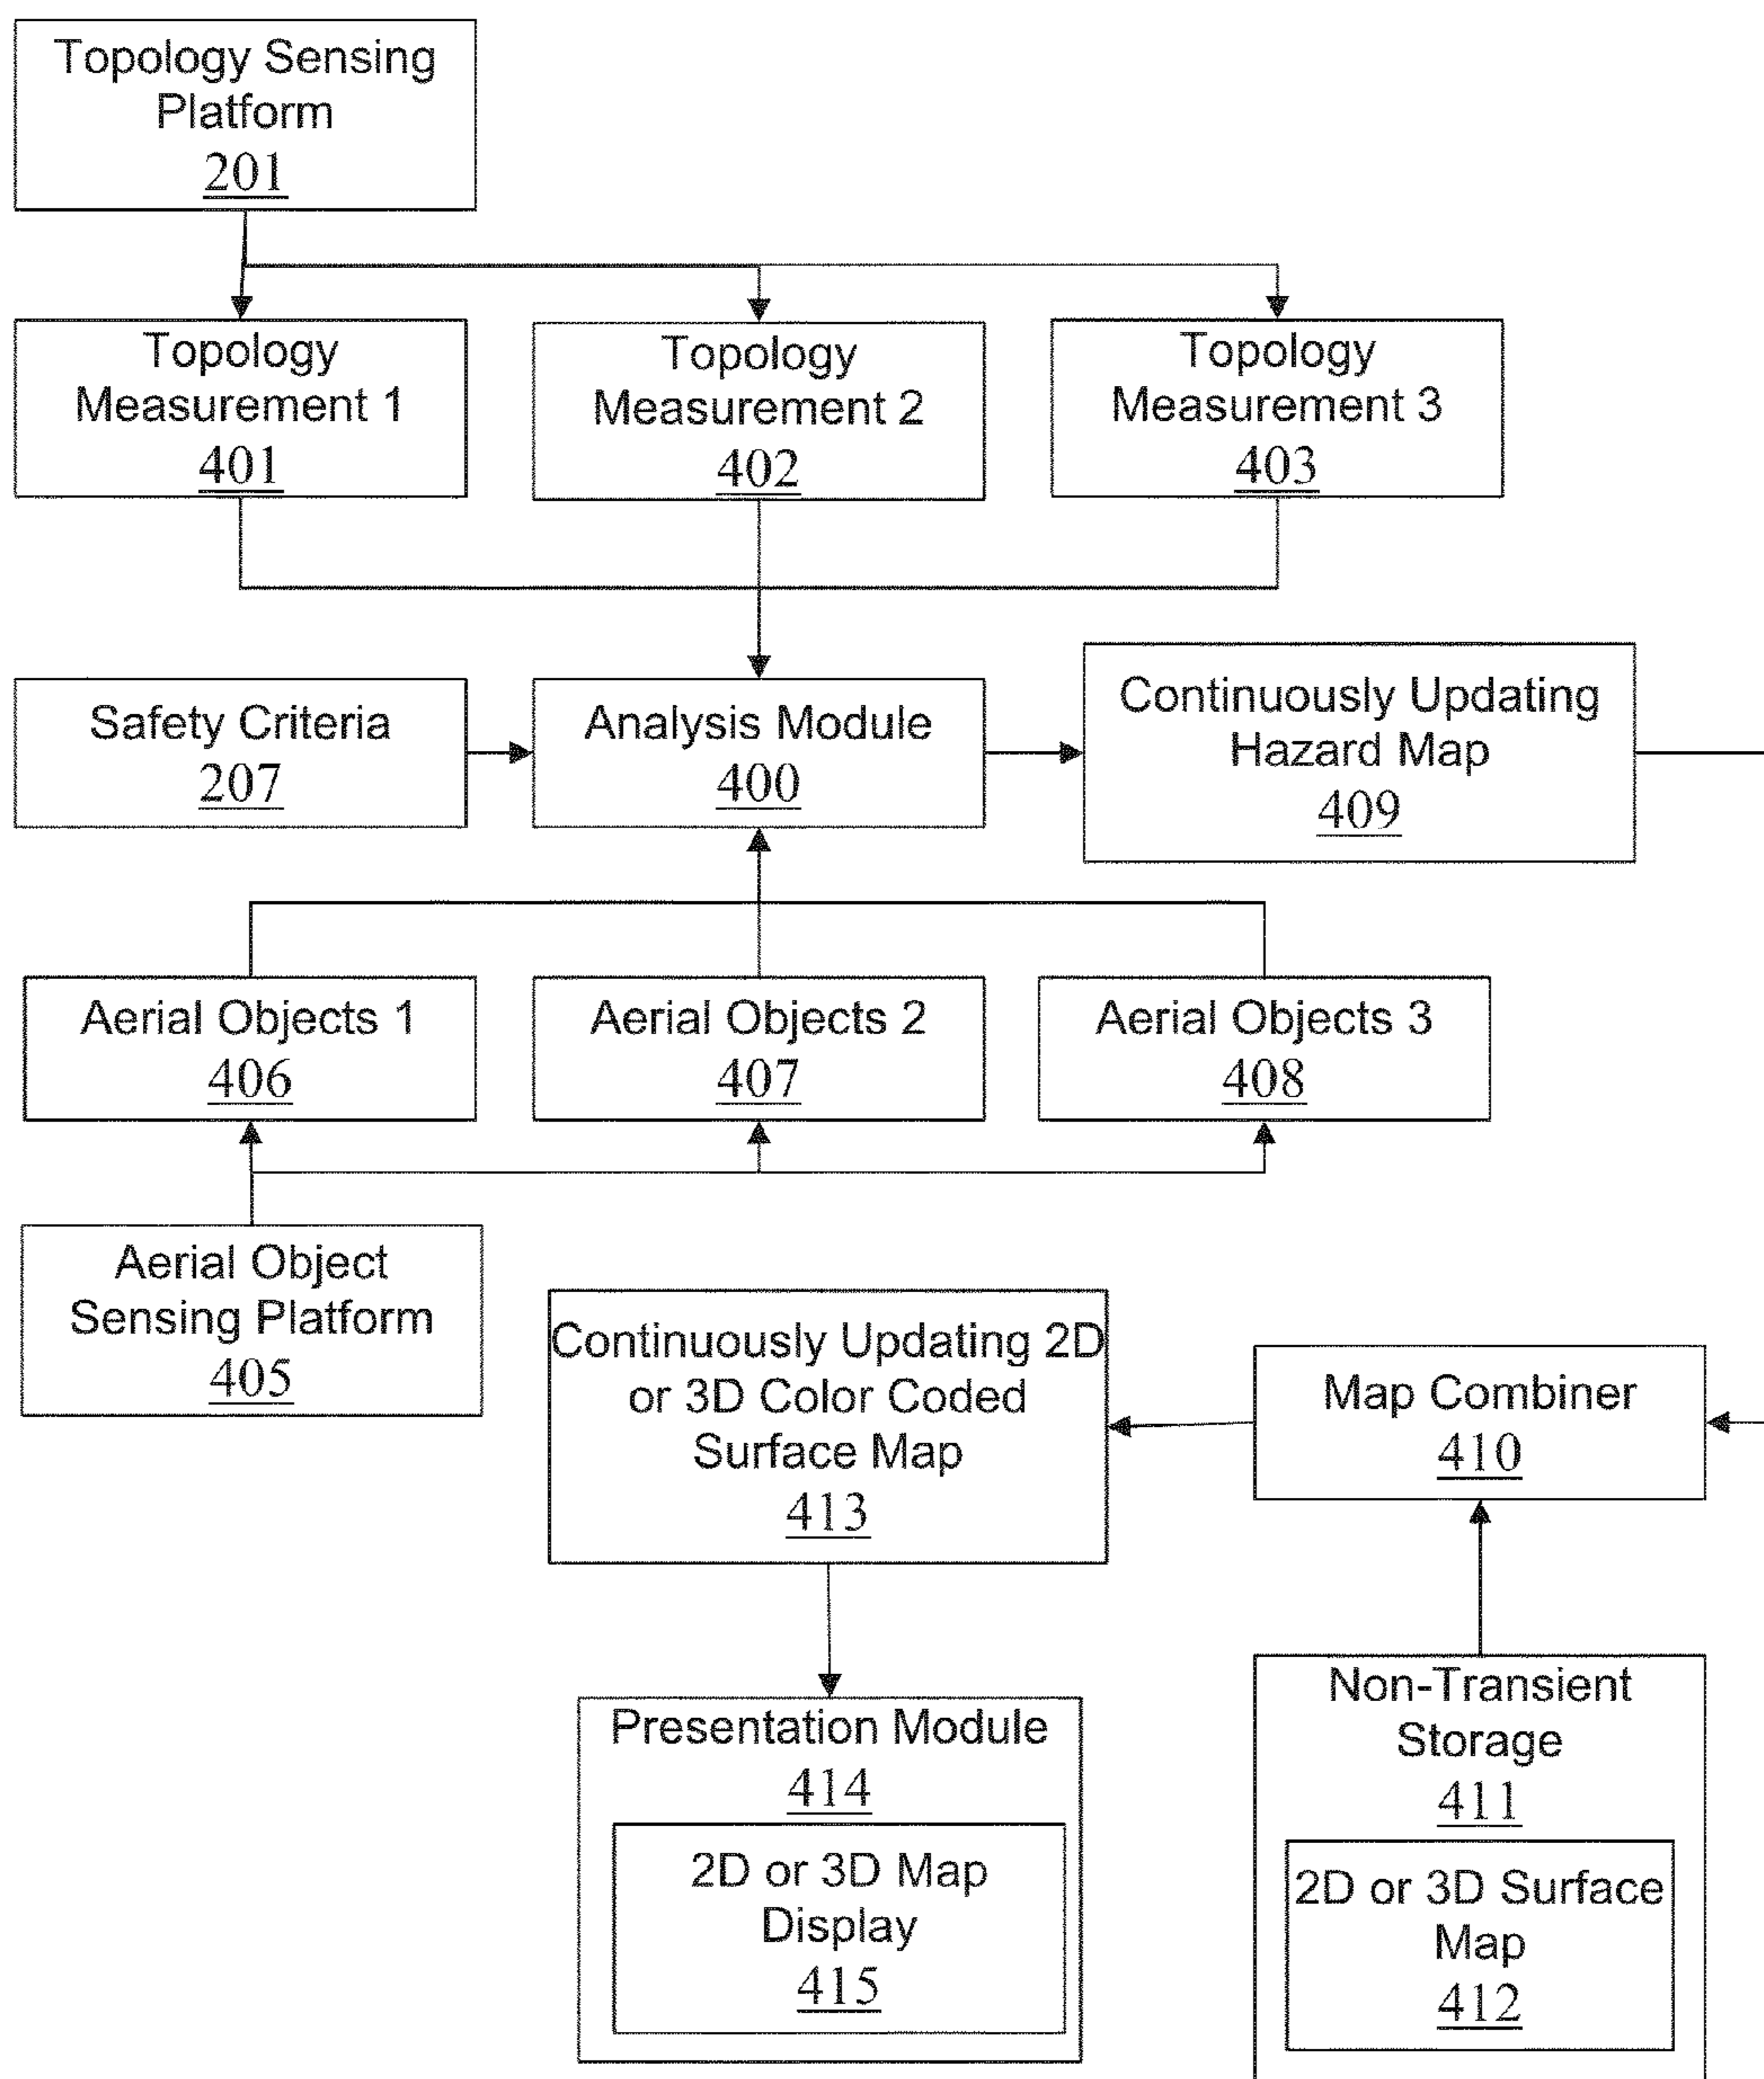 Topology Sensing
Platform
201
Topology
Measurement 1
401
Topology
Measurement 2
402
Topology
Measurement 3
403
Safety Criteria
207
Analysis Module
400
Continuously Updating
Hazard Map
409
Aerial Objects 1
406
Aerial Objects 2
407
Aerial Objects 3
408
Aerial Object
Sensing Platform
405
Continuously Updating 2D
or 3D Color Coded
Surface Map
413
Map Combiner
410
Presentation Module
414
2D or 3D Map
Display
415
Non-Transient
Storage
411
2D or 3D Surface
Map
412